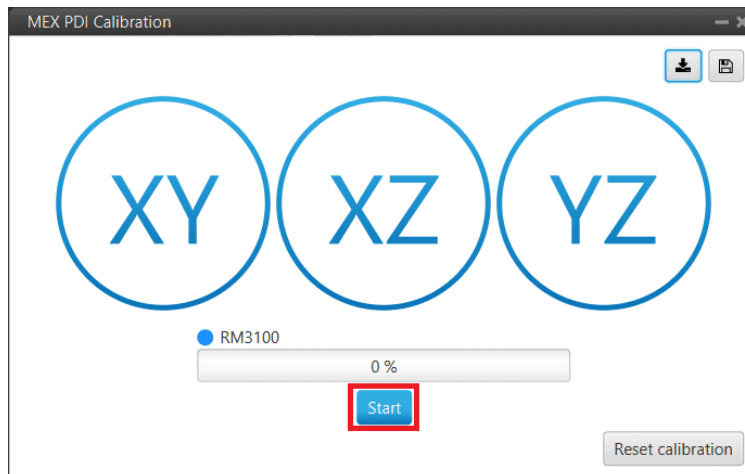 MEX PDI Calibration
XY XZ YZ
RM3100
0 %
Start
Reset calibration